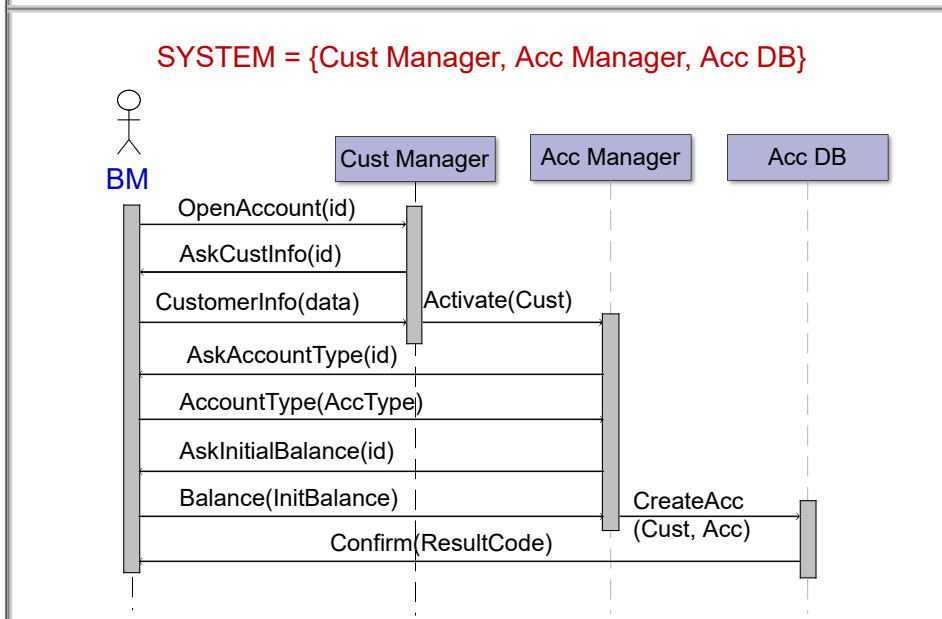 SYSTEM = {Cust Manager, Acc Manager, Acc DB}
BM
Cust Manager
Acc Manager
Acc DB
OpenAccount(id)
AskCustInfo(id)
CustomerInfo(data)
Activate(Cust)
AskAccountType(id)
AccountType(AccType)
AskInitialBalance(id)
Balance(InitBalance)
CreateAcc
(Cust, Acc)
Confirm(ResultCode)